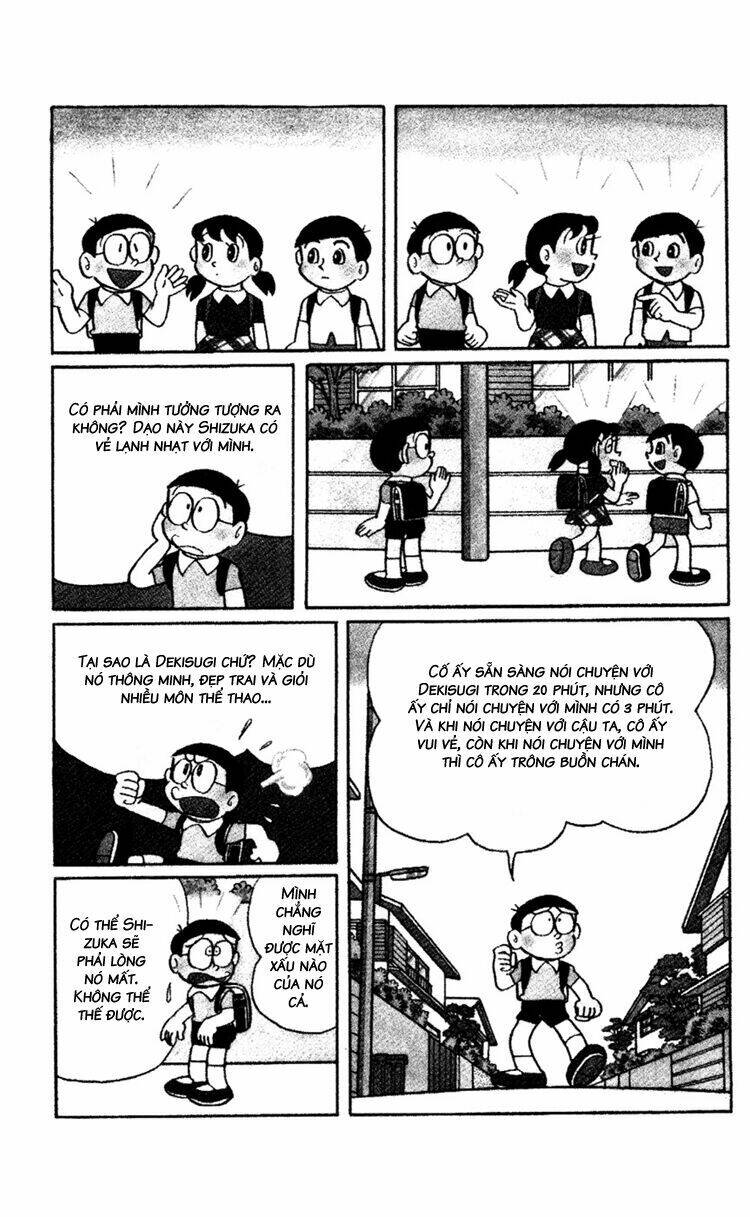 CÓ PHẢI MÌNH TƯỞNG TƯỢNG RA
KHÔNG? DẠO NÀY SHIZUKA CÓ
VẺ LẠNH NHẠT VỚI MÌNH.
TẠI SAO LÀ DEKISUGI CHỨ? MẶC DÙ
NÓ THÔNG MINH, ĐẸP TRAI VÀ GIỎI
NHIỀU MÔN THỂ THAO...
CỐ ẤY SẴN SÀNG NÓI CHUYỆN VỚI
DEKISUGI TRONG 20 PHÚT, NHƯNG CÔ
ẤY CHỈ NÓI CHUYỆN VỚI MÌNH CÓ 3 PHÚT.
VÀ KHI NÓI CHUYỆN VỚI CẬU TA, CÔ ẤY
VUI VẺ, CÒN KHI NÓI CHUYỆN VỚI MÌNH
THÌ CÔ ẤY TRÔNG BUỒN CHÁN.
MÌNH
CHẲNG
NGHĨ
ĐƯỢC MẶT
XẤU NÀO
CỦA NÓ
CẢ.
CÓ THỂ SHI-
ZUKA SẼ
PHẢI LÒNG
NÓ MẤT.
KHÔNG THỂ
THẾ ĐƯỢC.